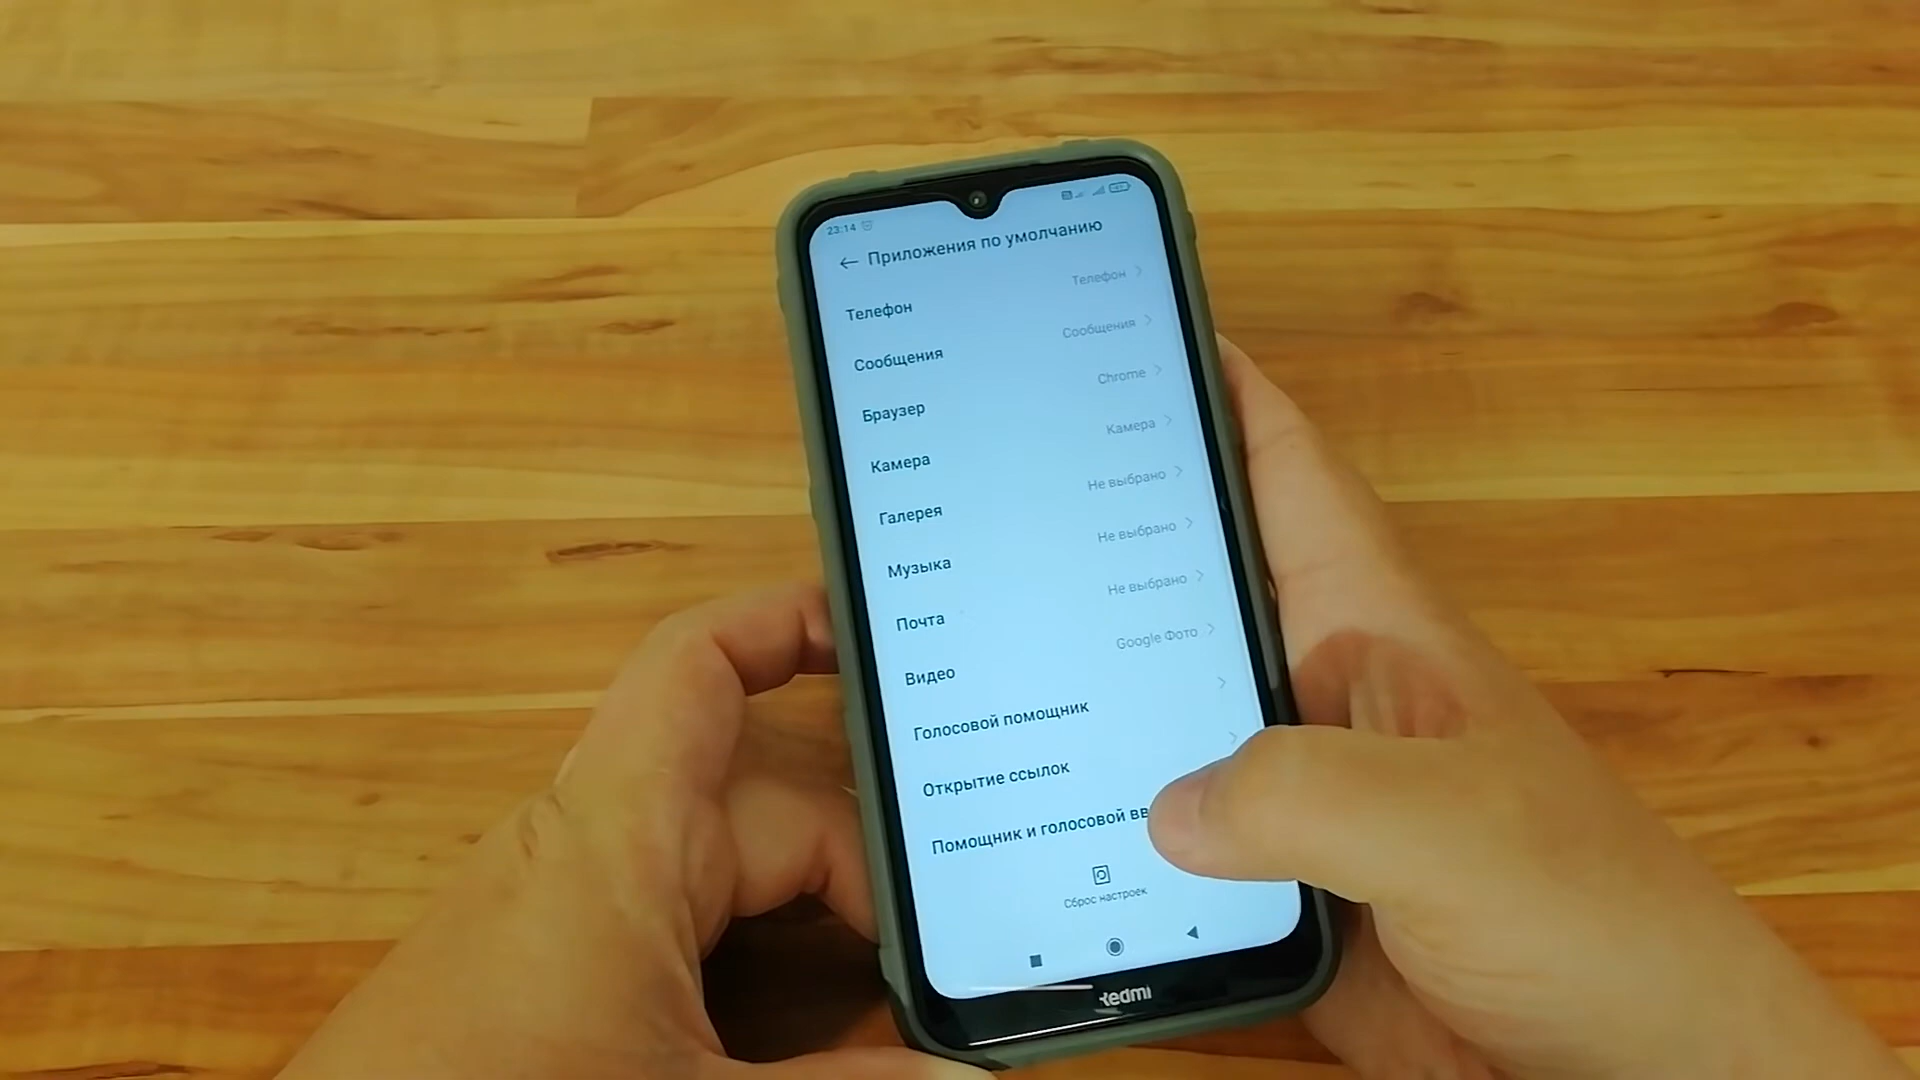 23:14
Приложения по умолчанию
Телефон Телефон
Сообщения Сообщения
Браузер Chrome
Камера Камера
Галерея Не выбрано
Музыка Не выбрано
Почта Не выбрано
Видео Google Фото
Голосовой помощник
Открытие ссылок
Помощник и голосовой вв
Сброс настроек
Redmi